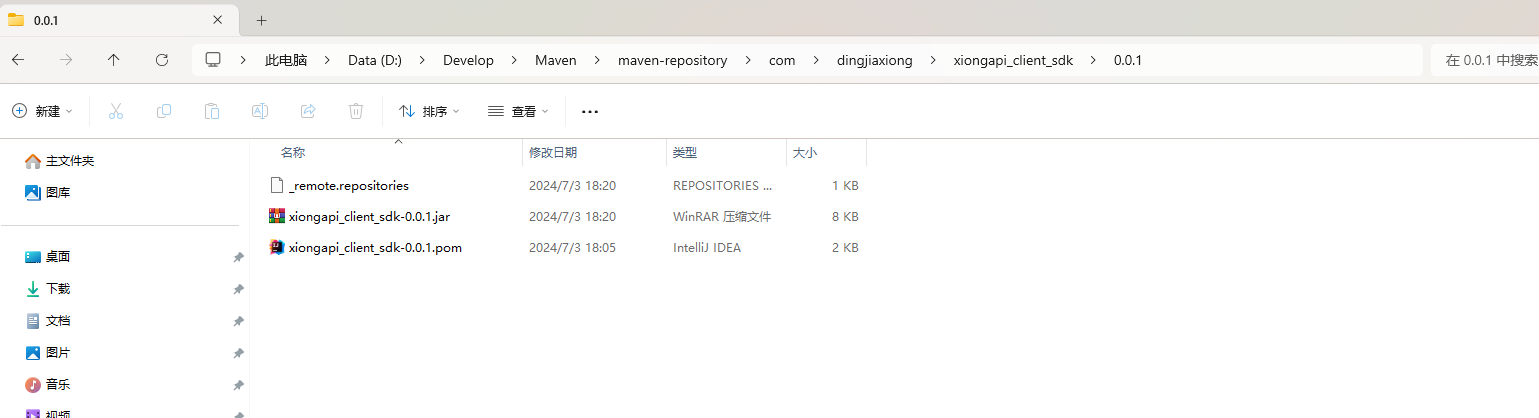 0.0.1
此电脑 > Data (D:) > Develop > Maven > maven-repository > com > dingjiaxiong > xiongapi_client_sdk > 0.0.1
在 0.0.1 中搜索
新建 排序 查看 ...
名称 修改日期 类型 大小
_remote.repositories 2024/7/3 18:20 REPOSITORIES ... 1 KB
xiongapi_client_sdk-0.0.1.jar 2024/7/3 18:20 WinRAR 压缩文件 8 KB
xiongapi_client_sdk-0.0.1.pom 2024/7/3 18:05 IntelliJ IDEA 2 KB
主文件夹
图库
桌面
下载
文档
图片
音乐
视频